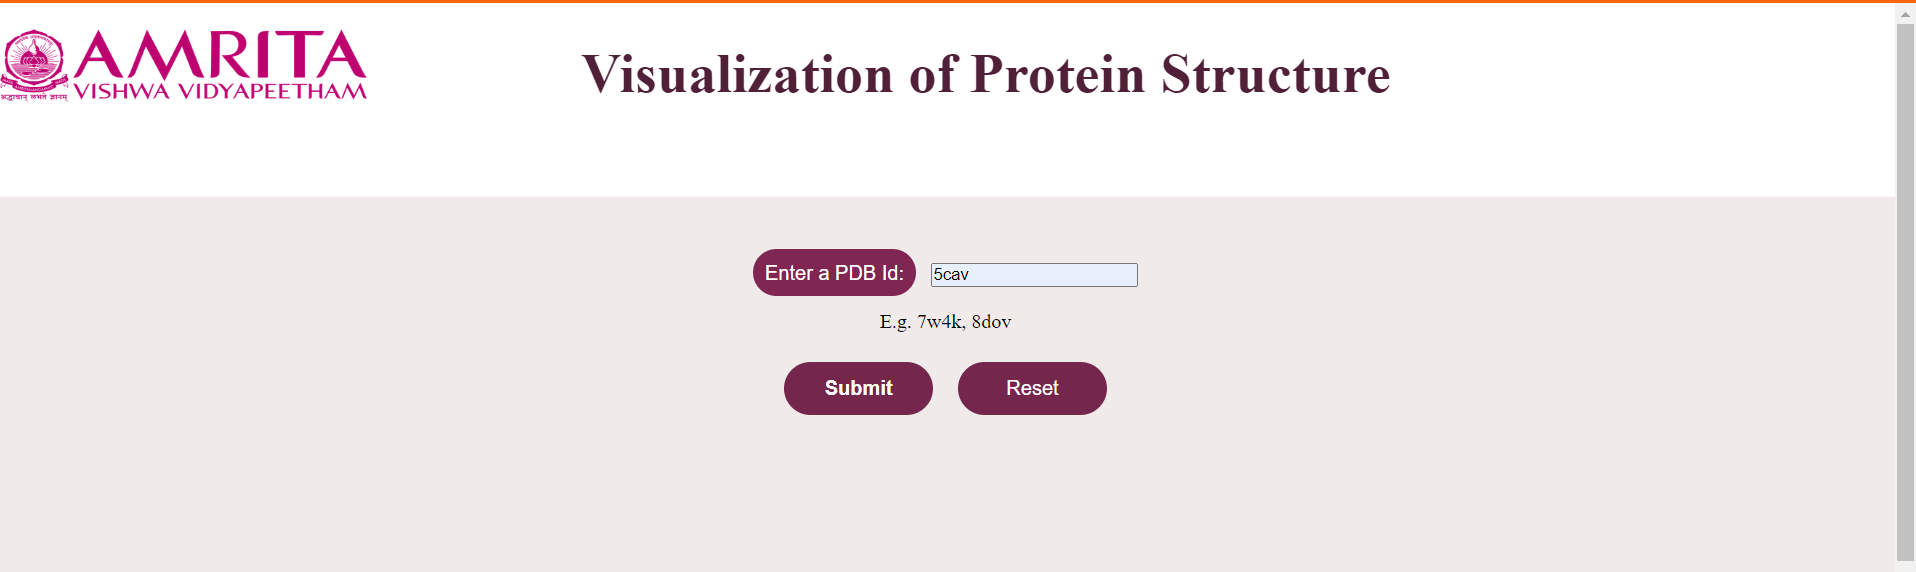 AMRITA
VISHWA VIDYAPEETHAM
श्रद्धावान् लभते ज्ञानम्
Visualization of Protein Structure
Enter a PDB Id:
5cav
E.g. 7w4k, 8dov
Submit
Reset